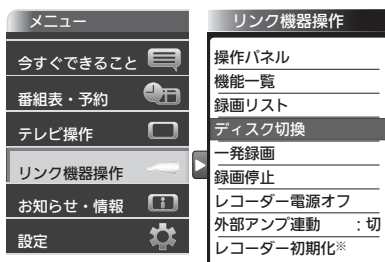 メニュー
今すぐできること
番組表・予約
テレビ操作
リンク機器操作
お知らせ・情報
設定
リンク機器操作
操作パネル
機能一覧
録画リスト
ディスク切換
一発録画
録画停止
レコーダー電源オフ
外部アンプ連動 :切
レコーダー初期化※